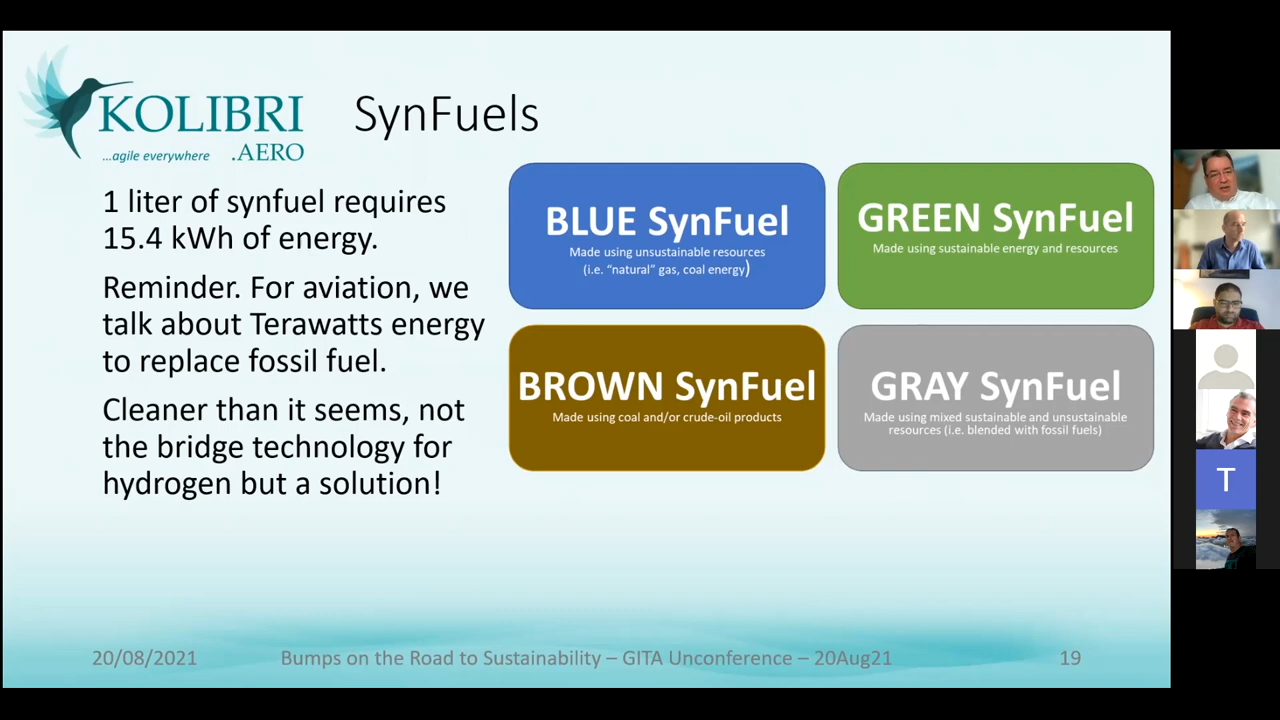 KOLIBRI
...agile everywhere .AERO
SynFuels
1 liter of synfuel requires
15.4 kWh of energy.
Reminder. For aviation, we
talk about Terawatts energy
to replace fossil fuel.
Cleaner than it seems, not
the bridge technology for
hydrogen but a solution!
BLUE SynFuel
Made using unsustainable resources
(i.e. “natural” gas, coal energy)
GREEN SynFuel
Made using sustainable energy and resources
BROWN SynFuel
Made using coal and/or crude-oil products
GRAY SynFuel
Made using mixed sustainable and unsustainable
resources (i.e. blended with fossil fuels)
T
20/08/2021
Bumps on the Road to Sustainability – GITA Unconference – 20Aug21
19